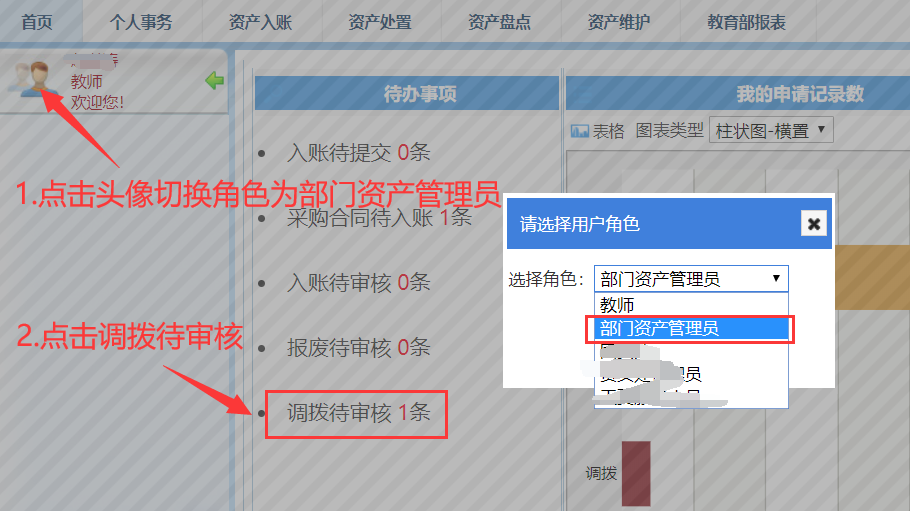 首页 个人事务 资产入账 资产处置 资产盘点 资产维护 教育部报表
教师
欢迎您!
待办事项
我的申请记录数
表格 图表类型 柱状图-横置
入账待提交 0条
1.点击头像切换角色为部门资产管理员
采购合同待入账 1条
入账待审核 0条
2.点击调拨待审核
报废待审核 0条
调拨待审核 1条
请选择用户角色
选择角色: 部门资产管理员
教师
部门资产管理员
理员
调拨